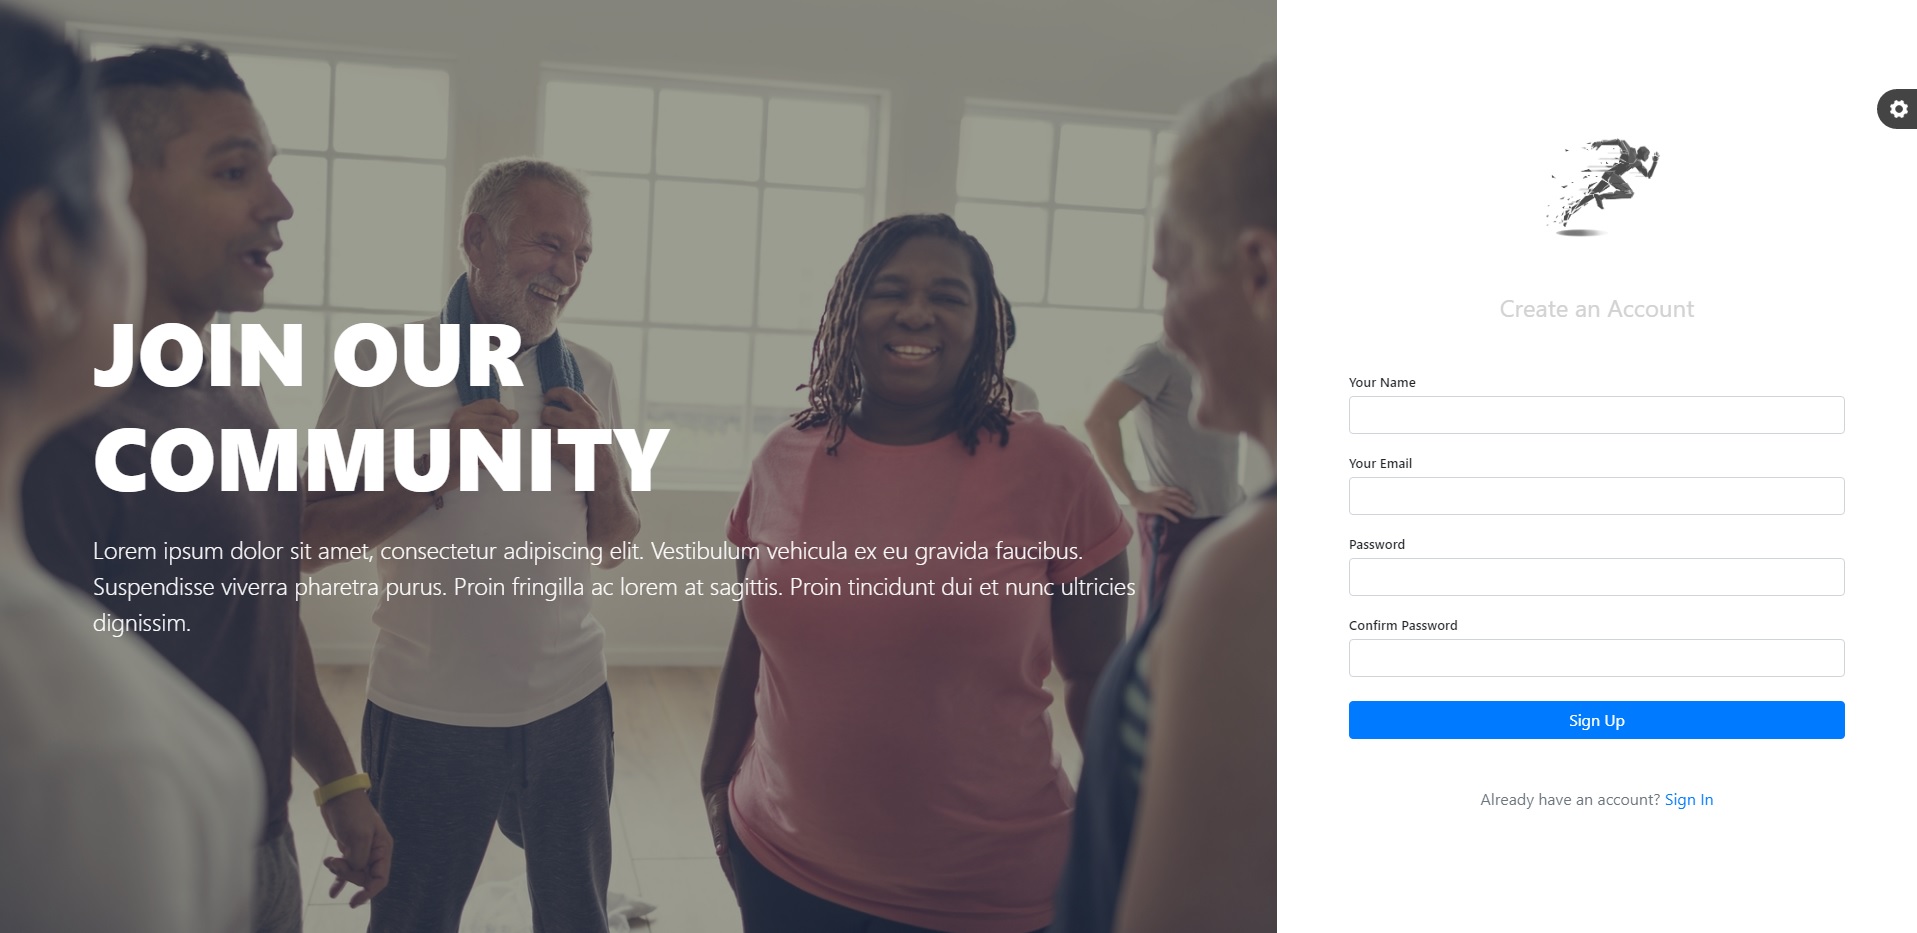 JOIN OUR
COMMUNITY
Lorem ipsum dolor sit amet, consectetur adipiscing elit. Vestibulum vehicula ex eu gravida faucibus.
Suspendisse viverra pharetra purus. Proin fringilla ac lorem at sagittis. Proin tincidunt dui et nunc ultricies
dignissim.
Create an Account
Your Name
Your Email
Password
Confirm Password
Sign Up
Already have an account? Sign In